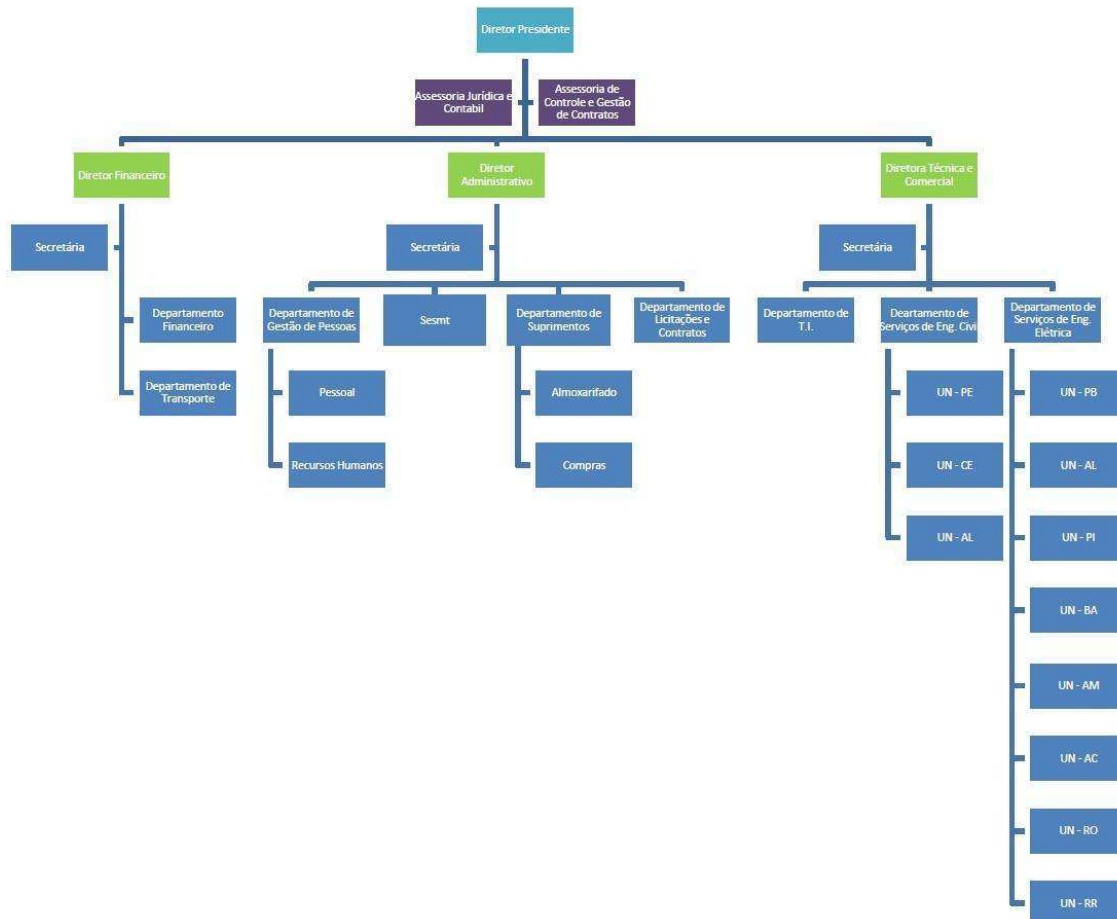 Diretor Presidente
Assessoria Jurídica e
Contabil
Assessoria de
Controle e Gestão
de Contratos
Diretor Financeiro
Diretor
Administrativo
Diretora Técnica e
Comercial
Secretária
Secretária
Secretária
Departamento
Financeiro
Departamento de
Gestão de Pessoas
Sesmt
Departamento de
Suprimentos
Departamento de
Licitações e
Contratos
Departamento de
T.I.
Deartamento de
Serviços de Eng. Civil
Departamento de
Serviços de Eng.
Elétrica
Departamento de
Transporte
Pessoal
Almoxarifado
UN - PE
UN - PB
Recursos Humanos
Compras
UN - CE
UN - AL
UN - AL
UN - PI
UN - BA
UN - AM
UN - AC
UN - RO
UN - RR